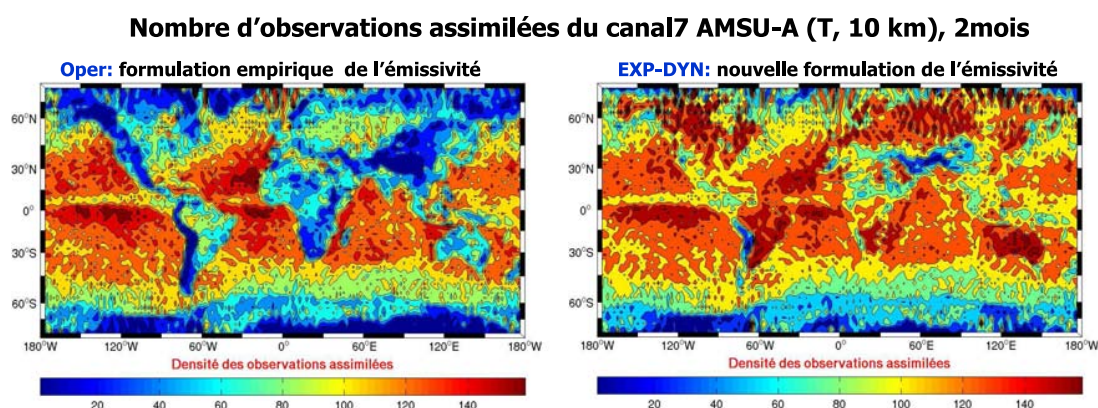 Nombre d’observations assimilées du canal7 AMSU-A (T, 10 km), 2mois
Oper: formulation empirique de l’émissivité
60°N
30°N
0°
30°S
60°S
180°W 120°W 60°W 0° 60°E 120°E 180°W
Densité des observations assimilées
20 40 60 80 100 120 140
EXP-DYN: nouvelle formulation de l’émissivité
60°N
30°N
0°
30°S
60°S
180°W 120°W 60°W 0° 60°E 120°E 180°W
Densité des observations assimilées
20 40 60 80 100 120 140